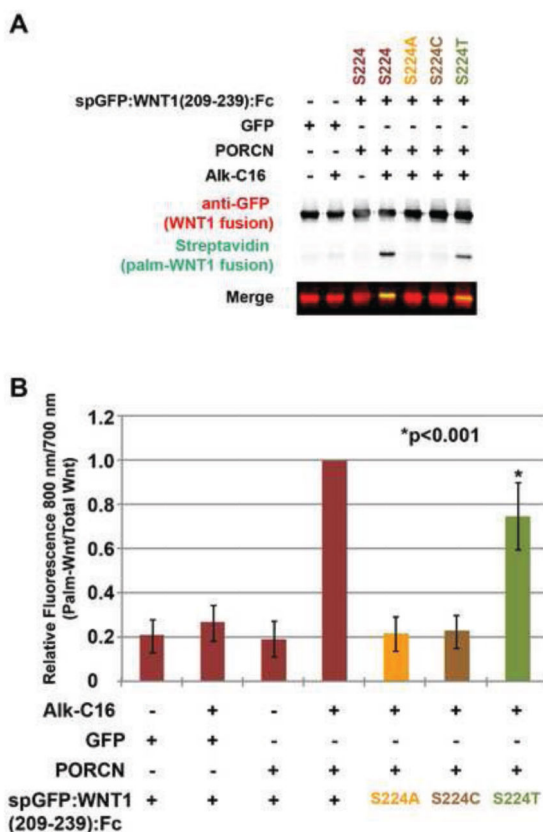 A
S224 S224 S224A S224C S224T
spGFP:WNT1(209-239):Fc - - + + + + +
GFP + + - - - - -
PORCN - - + + + + +
Alk-C16 - + - + + + +
anti-GFP
(WNT1 fusion)
Streptavidin
(palm-WNT1 fusion)
Merge
B
Relative Fluorescence 800 nm/700 nm
(Palm-Wnt/Total Wnt)
1.2
1.0
0.8
0.6
0.4
0.2
0
*p<0.001
*
Alk-C16 - + - + + + +
GFP + + - - - - -
PORCN - - + + + + +
spGFP:WNT1 + + + + S224A S224C S224T
(209-239):Fc